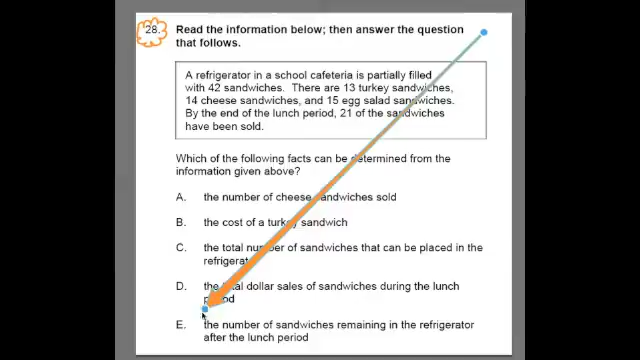 28. Read the information below; then answer the question
that follows.
A refrigerator in a school cafeteria is partially filled
with 42 sandwiches. There are 13 turkey sandwiches,
14 cheese sandwiches, and 15 egg salad sandwiches.
By the end of the lunch period, 21 of the sandwiches
have been sold.
Which of the following facts can be determined from the
information given above?
A. the number of cheese sandwiches sold
B. the cost of a turkey sandwich
C. the total number of sandwiches that can be placed in the
refrigerator
D. the total dollar sales of sandwiches during the lunch
period
E. the number of sandwiches remaining in the refrigerator
after the lunch period